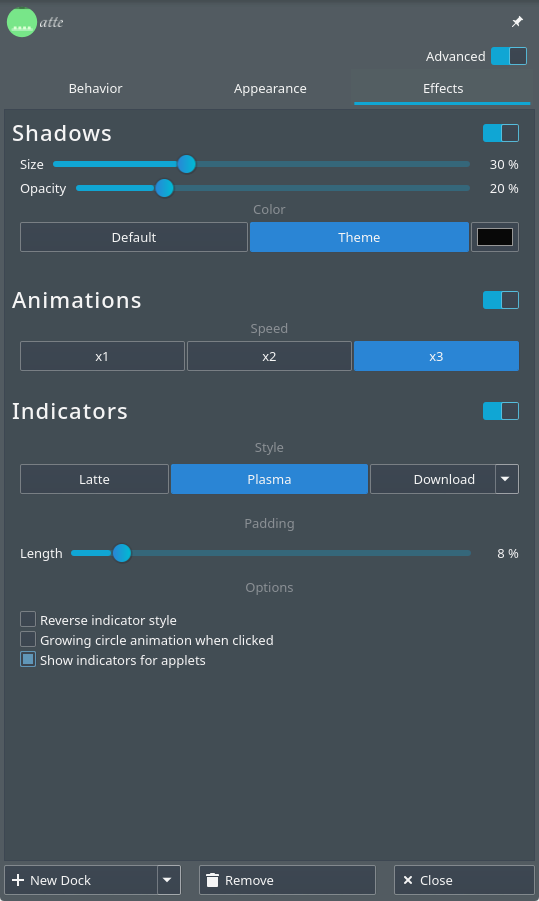 atte
Advanced
Behavior Appearance Effects
Shadows
Size 30 %
Opacity 20 %
Color
Default Theme
Animations
Speed
x1 x2 x3
Indicators
Style
Latte Plasma Download
Padding
Length 8 %
Options
Reverse indicator style
Growing circle animation when clicked
Show indicators for applets
New Dock Remove Close